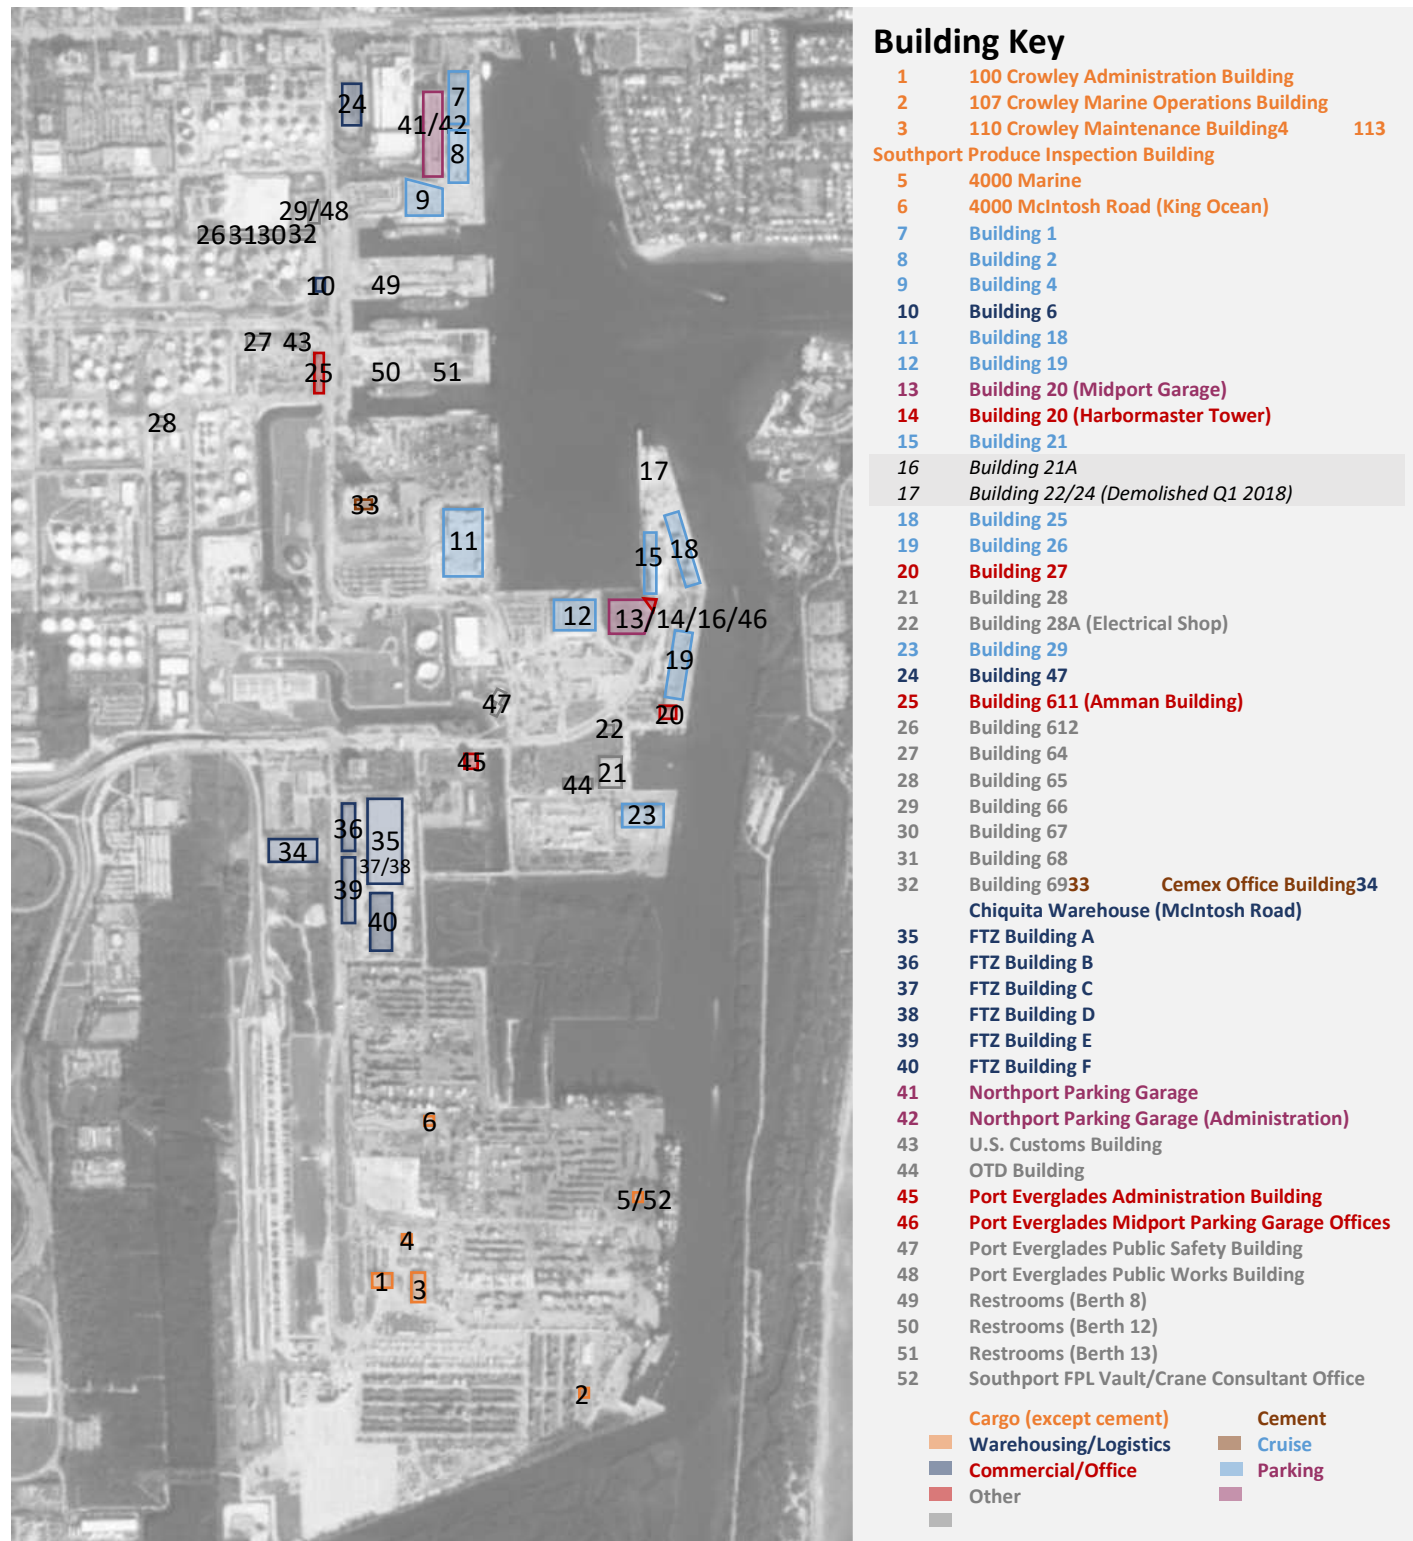 Building Key
1 100 Crowley Administration Building
2 107 Crowley Marine Operations Building
3 110 Crowley Maintenance Building4 113
Southport Produce Inspection Building
5 4000 Marine
6 4000 McIntosh Road (King Ocean)
7 Building 1
8 Building 2
9 Building 4
10 Building 6
11 Building 18
12 Building 19
13 Building 20 (Midport Garage)
14 Building 20 (Harbormaster Tower)
15 Building 21
16 Building 21A
17 Building 22/24 (Demolished Q1 2018)
18 Building 25
19 Building 26
20 Building 27
21 Building 28
22 Building 28A (Electrical Shop)
23 Building 29
24 Building 47
25 Building 611 (Amman Building)
26 Building 612
27 Building 64
28 Building 65
29 Building 66
30 Building 67
31 Building 68
32 Building 6933 Cemex Office Building34
Chiquita Warehouse (McIntosh Road)
35 FTZ Building A
36 FTZ Building B
37 FTZ Building C
38 FTZ Building D
39 FTZ Building E
40 FTZ Building F
41 Northport Parking Garage
42 Northport Parking Garage (Administration)
43 U.S. Customs Building
44 OTD Building
45 Port Everglades Administration Building
46 Port Everglades Midport Parking Garage Offices
47 Port Everglades Public Safety Building
48 Port Everglades Public Works Building
49 Restrooms (Berth 8)
50 Restrooms (Berth 12)
51 Restrooms (Berth 13)
52 Southport FPL Vault/Crane Consultant Office
Cargo (except cement) Cement
Warehousing/Logistics Cruise
Commercial/Office Parking
Other
24
7
41/42
8
9
29/48
26 31 30 32
10
49
27
43
25
50
51
28
17
33
11
15
18
12
13/14/16/46
19
47
20
22
45
21
44
23
36
35
34
37/38
39
40
6
5/52
4
1
3
2